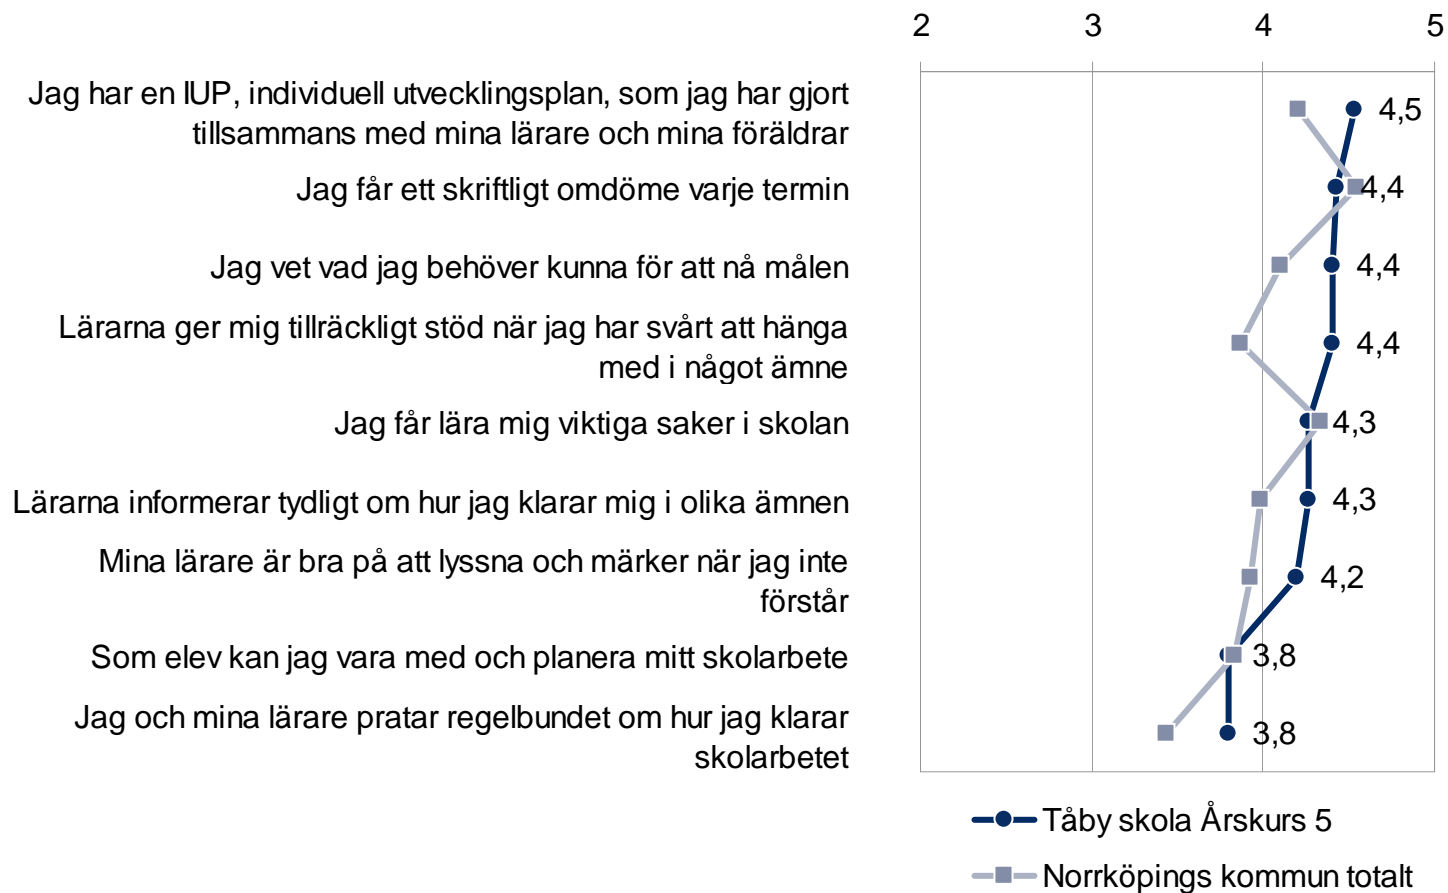 2 3 4 5
Jag har en IUP, individuell utvecklingsplan, som jag har gjort
tillsammans med mina lärare och mina föräldrar
4,5
Jag får ett skriftligt omdöme varje termin
4,4
Jag vet vad jag behöver kunna för att nå målen
4,4
Lärarna ger mig tillräckligt stöd när jag har svårt att hänga
med i något ämne
4,4
Jag får lära mig viktiga saker i skolan
4,3
Lärarna informerar tydligt om hur jag klarar mig i olika ämnen
4,3
Mina lärare är bra på att lyssna och märker när jag inte
förstår
4,2
Som elev kan jag vara med och planera mitt skolarbete
3,8
Jag och mina lärare pratar regelbundet om hur jag klarar
skolarbetet
3,8
Tåby skola Årskurs 5
Norrköpings kommun totalt